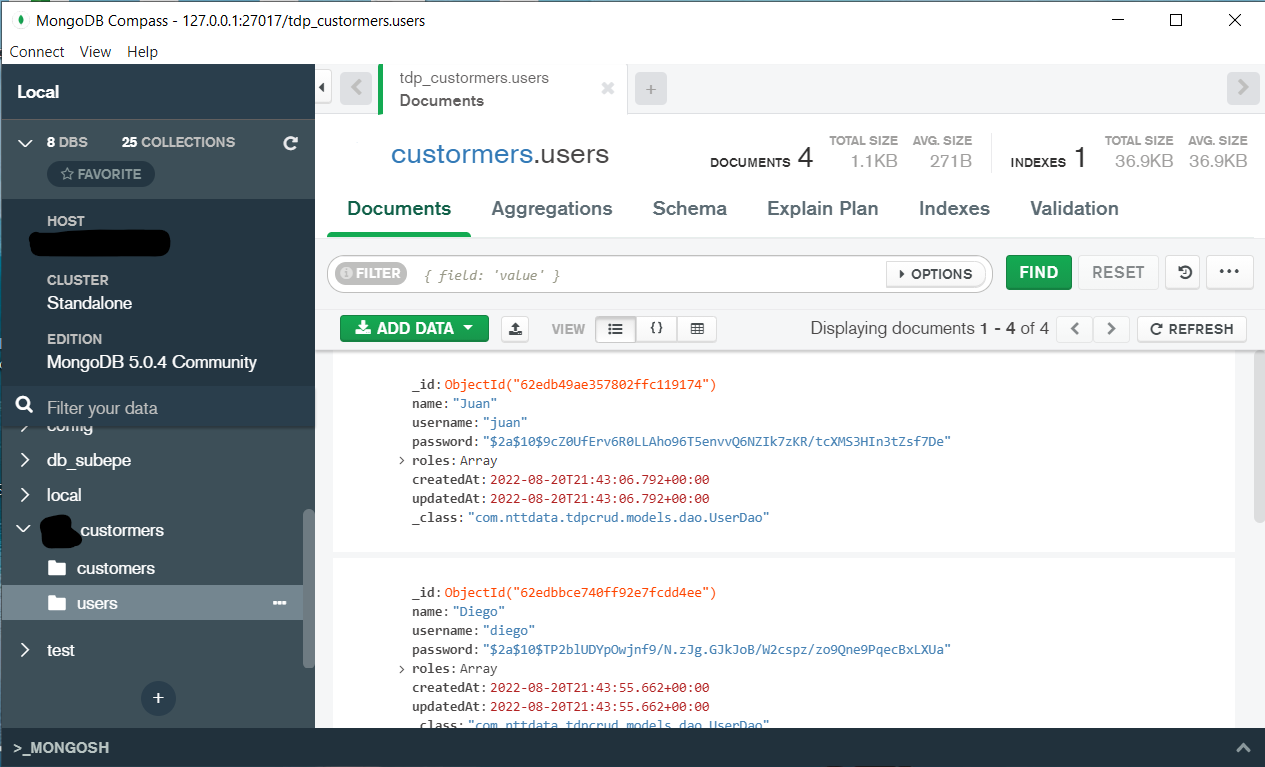 MongoDB Compass - 127.0.0.1:27017/tdp_custormers.users
Connect View Help
Local
8 DBS 25 COLLECTIONS
FAVORITE
HOST
CLUSTER
Standalone
EDITION
MongoDB 5.0.4 Community
Filter your data
config
db_subepe
local
custormers
customers
users
test
>_MONGOSH
tdp_custormers.users
Documents
custormers.users
DOCUMENTS 4
TOTAL SIZE
1.1KB
AVG. SIZE
271B
INDEXES 1
TOTAL SIZE
36.9KB
AVG. SIZE
36.9KB
Documents Aggregations Schema Explain Plan Indexes Validation
FILTER { field: 'value' } OPTIONS FIND RESET
ADD DATA VIEW {} Displaying documents 1 - 4 of 4 REFRESH
_id: ObjectId("62edb49ae357802ffc119174")
name: "Juan"
username: "juan"
password: "$2a$10$9cZ0UfErv6R0LLAho96T5envvQ6NZIk7zKR/tcXMS3HIn3tZsf7De"
roles: Array
createdAt: 2022-08-20T21:43:06.792+00:00
updatedAt: 2022-08-20T21:43:06.792+00:00
_class: "com.nttdata.tdpcrud.models.dao.UserDao"
_id: ObjectId("62edbbce740ff92e7fcdd4ee")
name: "Diego"
username: "diego"
password: "$2a$10$TP2blUDYpOwjnf9/N.zJg.GJkJoB/W2cspz/zo9Qne9PqecBxLXUa"
roles: Array
createdAt: 2022-08-20T21:43:55.662+00:00
updatedAt: 2022-08-20T21:43:55.662+00:00
_class: "com.nttdata.tdpcrud.models.dao.UserDao"